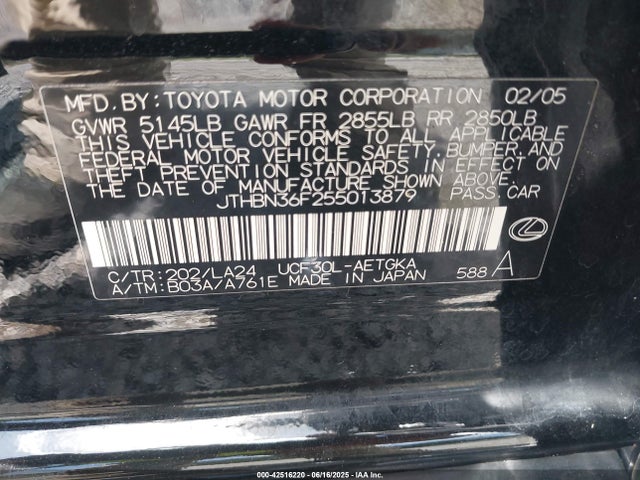 MFD. BY: TOYOTA MOTOR CORPORATION 02/05
GVWR 5145LB GAWR FR 2855LB RR 2850LB
THIS VEHICLE CONFORMS TO ALL APPLICABLE
FEDERAL MOTOR VEHICLE SAFETY, BUMPER, AND
THEFT PREVENTION STANDARDS IN EFFECT ON
THE DATE OF MANUFACTURE SHOWN ABOVE.
JTHBN36F255013879 PASS CAR
C/TR: 202/LA24 UCF30L-AETGKA
A/TM: B03A/A761E MADE IN JAPAN 588 A
000-42516220 - 06/16/2025 - IAA Inc.